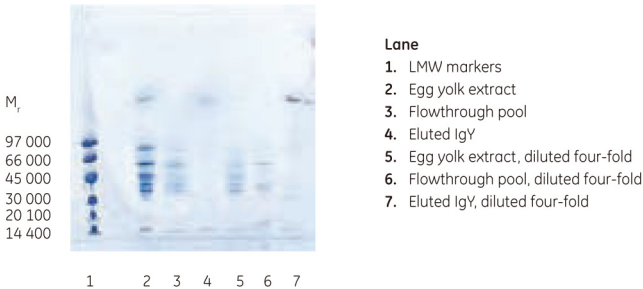 Mr
97 000
66 000
45 000
30 000
20 100
14 400
1 2 3 4 5 6 7
Lane
1. LMW markers
2. Egg yolk extract
3. Flowthrough pool
4. Eluted IgY
5. Egg yolk extract, diluted four-fold
6. Flowthrough pool, diluted four-fold
7. Eluted IgY, diluted four-fold